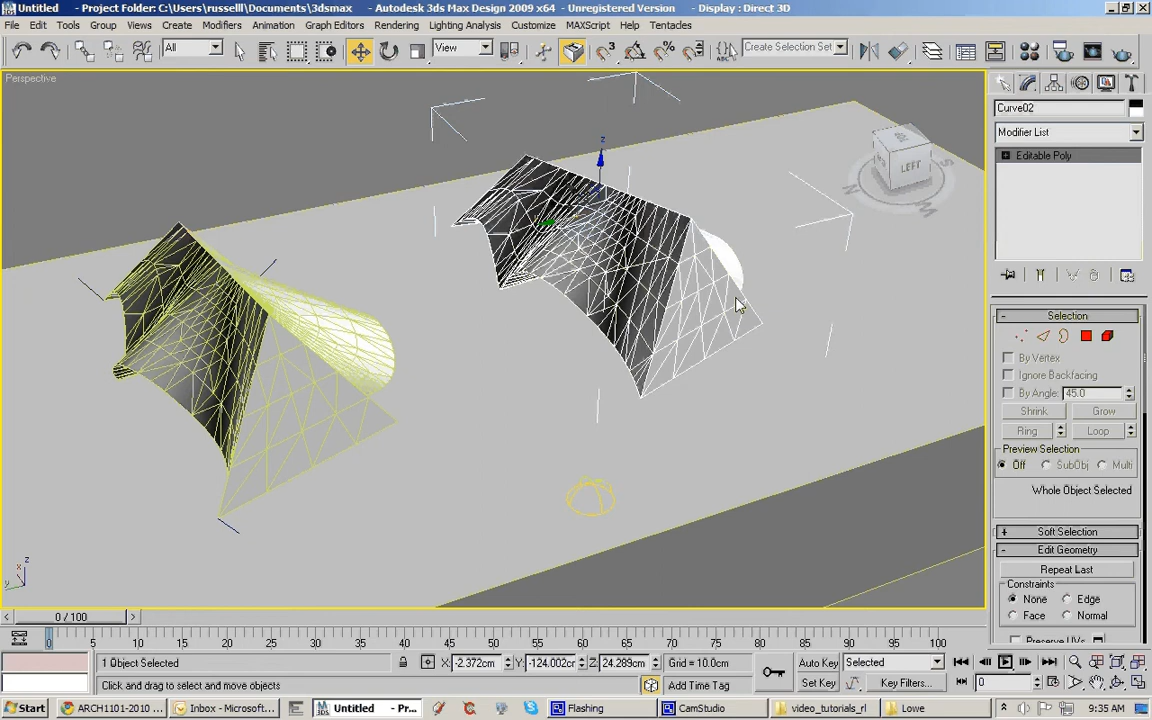 Untitled - Project Folder: C:\Users\russelll\Documents\3dsmax - Autodesk 3ds Max Design 2009 x64 - Unregistered Version - Display : Direct 3D
File Edit Tools Group Views Create Modifiers Animation Graph Editors Rendering Lighting Analysis Customize MAXScript Help Tentacles
All View Create Selection Set
Perspective
LEFT
Curve02
Modifier List
Editable Poly
Selection
By Vertex
Ignore Backfacing
By Angle: 45.0
Shrink Grow
Ring Loop
Preview Selection
Off SubObj Multi
Whole Object Selected
Soft Selection
Edit Geometry
Repeat Last
Constraints
None Edge
Face Normal
Preserve UVs
z
x
y
z
0 / 100
0 5 10 15 20 25 30 35 40 45 50 55 60 65 70 75 80 85 90 95 100
1 Object Selected X: -2.372cm Y: -124.002cm Z: 24.289cm Grid = 10.0cm Auto Key Selected
Click and drag to select and move objects Add Time Tag Set Key Key Filters... 0
Start ARCH1101-2010 ... Inbox - Microsoft... Untitled - Pr... Flashing CamStudio video_tutorials_rl Lowe 9:35 AM